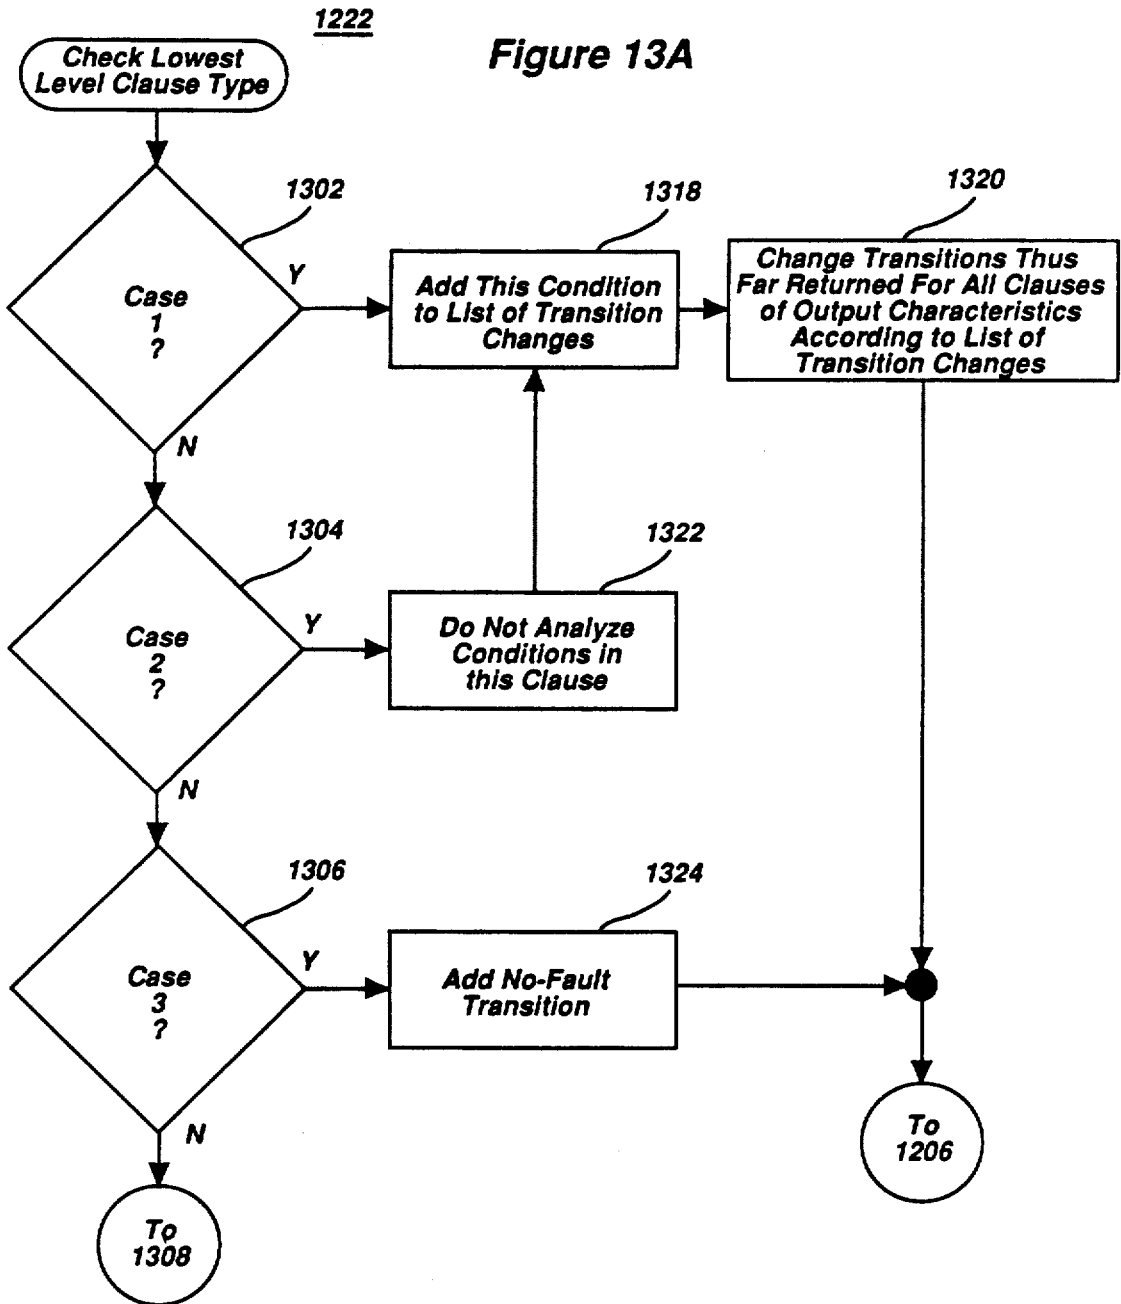 1222
Figure 13A
Check Lowest
Level Clause Type
1302
Case
1
?
Y
N
1318
Add This Condition
to List of Transition
Changes
1320
Change Transitions Thus
Far Returned For All Clauses
of Output Characteristics
According to List of
Transition Changes
1304
Case
2
?
Y
N
1322
Do Not Analyze
Conditions in
this Clause
1306
Case
3
?
Y
N
1324
Add No-Fault
Transition
To
1206
To
1308